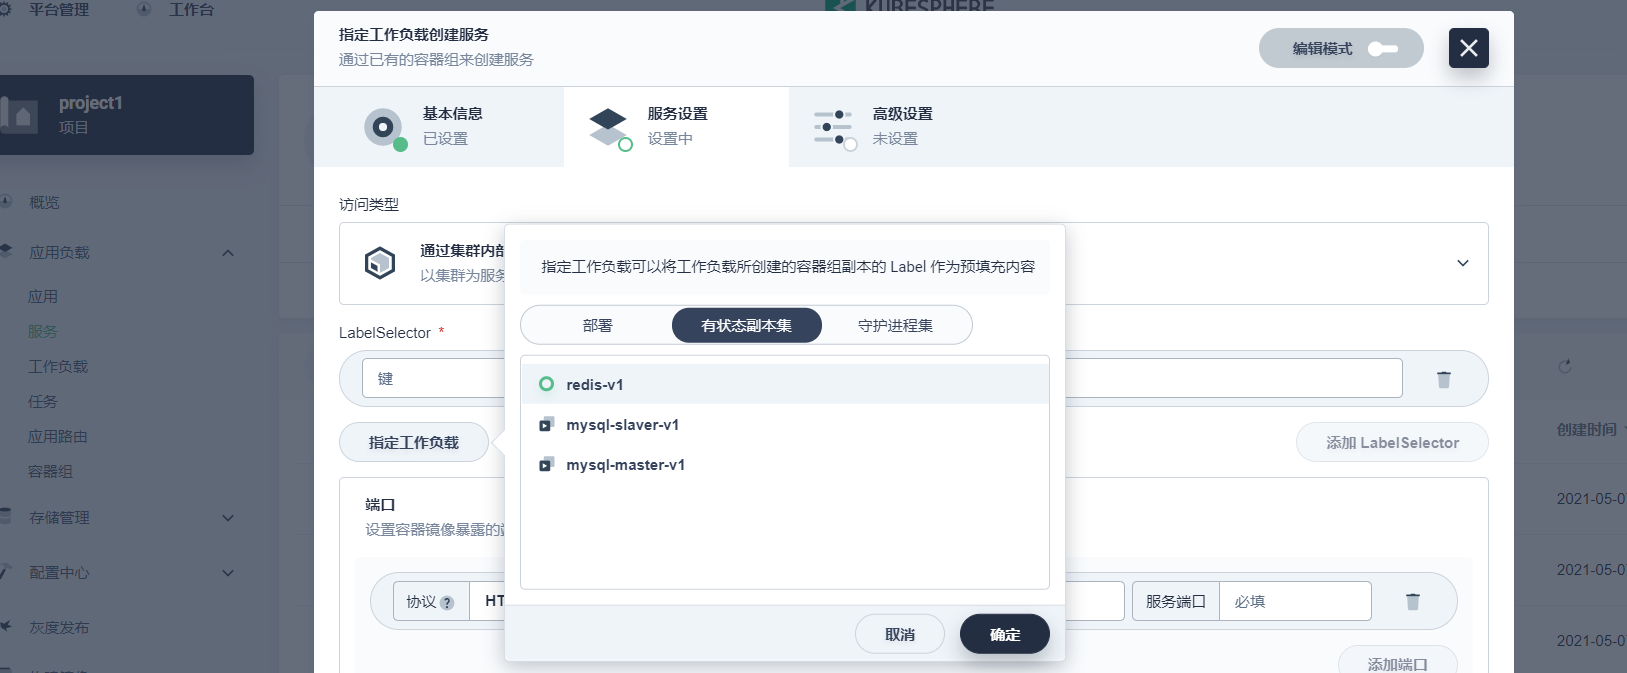 平台管理
工作台
KUBESPHERE
指定工作负载创建服务
通过已有的容器组来创建服务
编辑模式
project1
项目
基本信息
已设置
服务设置
设置中
高级设置
未设置
概览
应用负载
应用
服务
工作负载
任务
应用路由
容器组
存储管理
配置中心
灰度发布
访问类型
通过集群内部
以集群为服务
指定工作负载可以将工作负载所创建的容器组副本的 Label 作为预填充内容
部署
有状态副本集
守护进程集
LabelSelector *
键
redis-v1
mysql-slaver-v1
mysql-master-v1
指定工作负载
添加 LabelSelector
端口
设置容器镜像暴露的
协议 ?
HT
服务端口
必填
取消
确定
添加端口
创建时间
2021-05-0
2021-05-0
2021-05-0